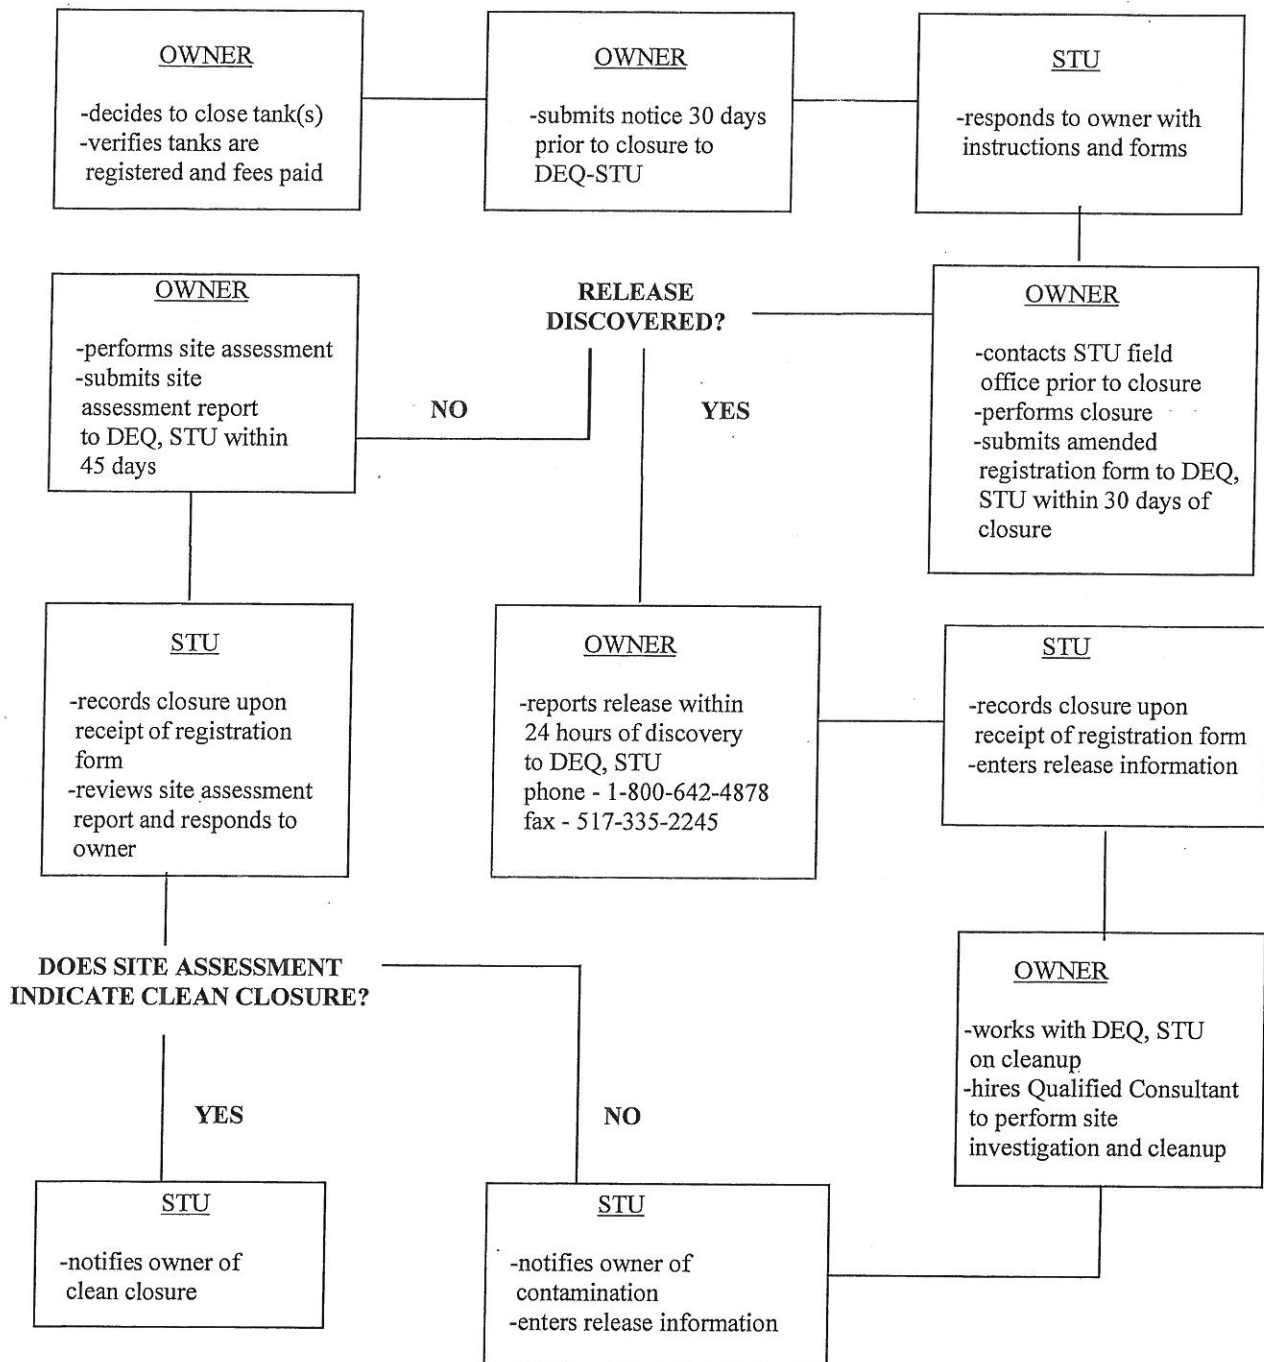 OWNER
-decides to close tank(s)
-verifies tanks are
registered and fees paid
OWNER
-submits notice 30 days
prior to closure to
DEQ-STU
STU
-responds to owner with
instructions and forms
OWNER
-contacts STU field
office prior to closure
-performs closure
-submits amended
registration form to DEQ,
STU within 30 days of
closure
RELEASE
DISCOVERED?
NO
YES
OWNER
-performs site assessment
-submits site
assessment report
to DEQ, STU within
45 days
STU
-records closure upon
receipt of registration
form
-reviews site assessment
report and responds to
owner
OWNER
-reports release within
24 hours of discovery
to DEQ, STU
phone - 1-800-642-4878
fax - 517-335-2245
STU
-records closure upon
receipt of registration form
-enters release information
OWNER
-works with DEQ, STU
on cleanup
-hires Qualified Consultant
to perform site
investigation and cleanup
DOES SITE ASSESSMENT
INDICATE CLEAN CLOSURE?
YES
NO
STU
-notifies owner of
clean closure
STU
-notifies owner of
contamination
-enters release information